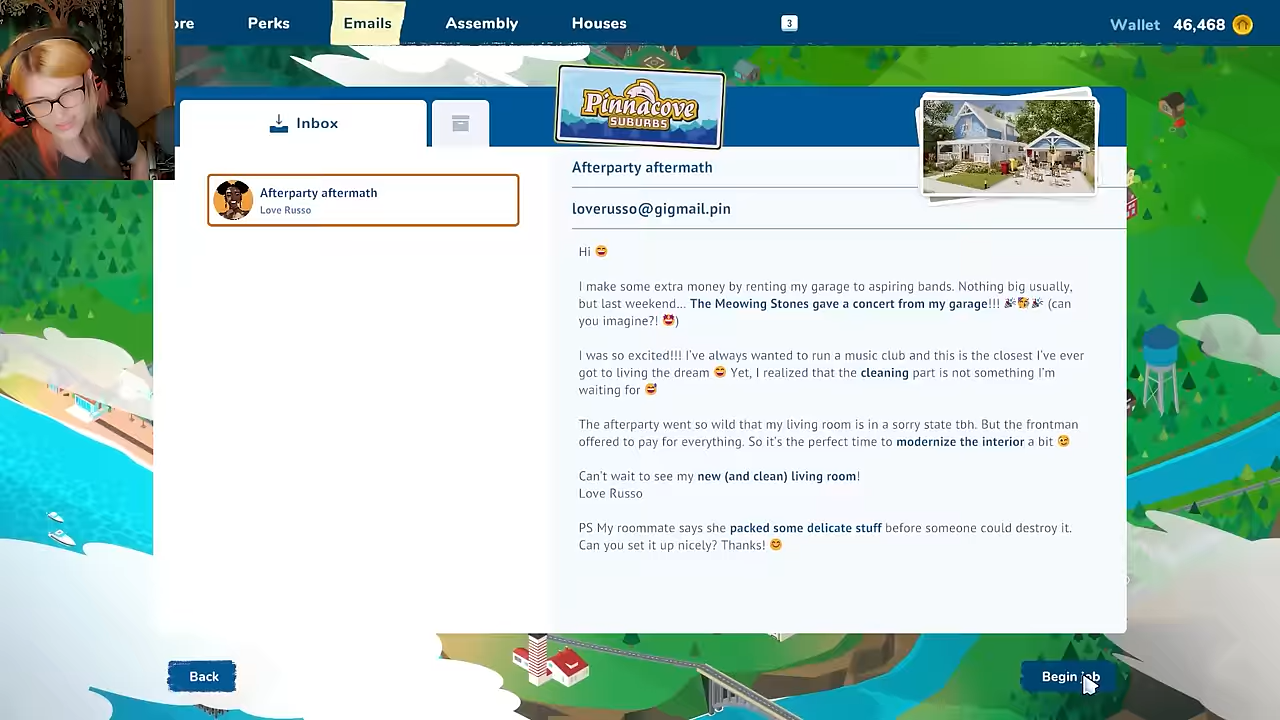 ore
Perks
Emails
Assembly
Houses
3
Wallet 46,468
Inbox
Pinnacove
SUBURBS
Afterparty aftermath
Love Russo
Afterparty aftermath
loverusso@gigmail.pin
Hi 😄
I make some extra money by renting my garage to aspiring bands. Nothing big usually,
but last weekend... The Meowing Stones gave a concert from my garage!!! 🎉🥳🎉 (can
you imagine?! 🤩)
I was so excited!!! I've always wanted to run a music club and this is the closest I've ever
got to living the dream 😄 Yet, I realized that the cleaning part is not something I'm
waiting for 😅
The afterparty went so wild that my living room is in a sorry state tbh. But the frontman
offered to pay for everything. So it's the perfect time to modernize the interior a bit 😉
Can't wait to see my new (and clean) living room!
Love Russo
PS My roommate says she packed some delicate stuff before someone could destroy it.
Can you set it up nicely? Thanks! 😊
Back
Begin job